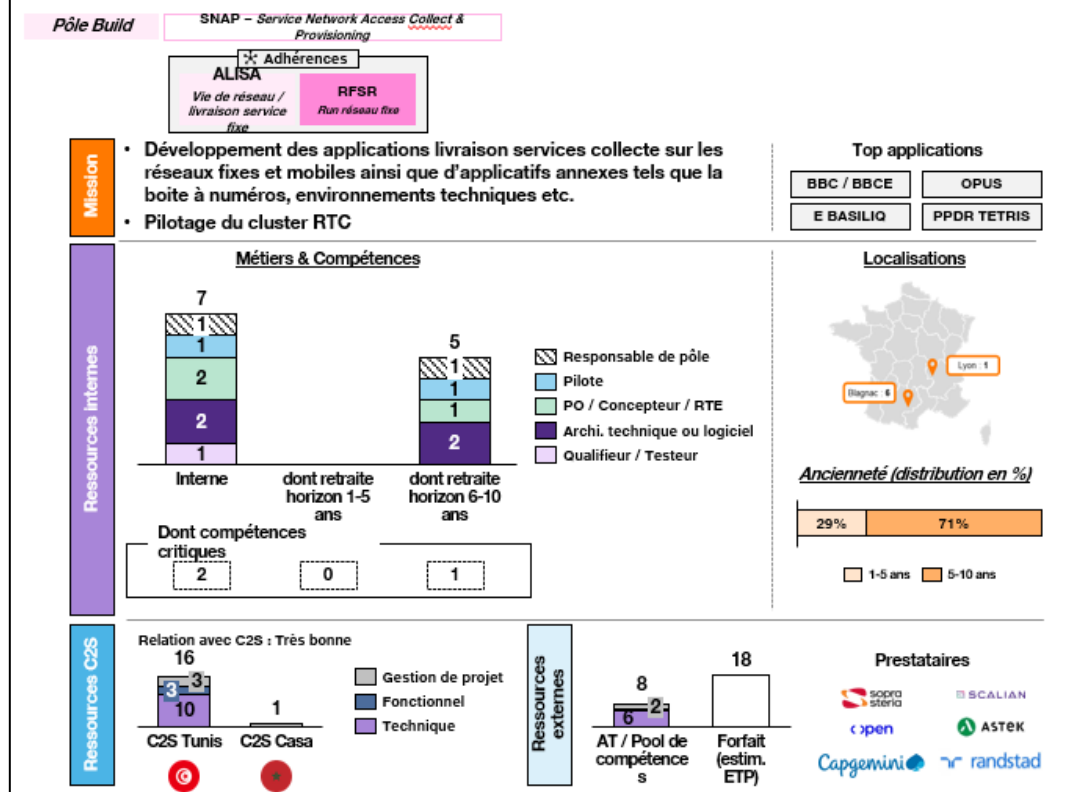 Pôle Build
SNAP – Service Network Access Collect &
Provisioning
Adhérences
ALISA
Vie de réseau /
livraison service
fixe
RFSR
Run réseau fixe
Mission
• Développement des applications livraison services collecte sur les
réseaux fixes et mobiles ainsi que d'applicatifs annexes tels que la
boite à numéros, environnements techniques etc.
• Pilotage du cluster RTC
Top applications
BBC / BBCE
OPUS
E BASILIQ
PPDR TETRIS
Ressources internes
Métiers & Compétences
7
1
1
2
2
1
5
1
1
1
2
Interne
dont retraite
horizon 1-5
ans
dont retraite
horizon 6-10
ans
Responsable de pôle
Pilote
PO / Concepteur / RTE
Archi. technique ou logiciel
Qualifieur / Testeur
Dont compétences
critiques
2
0
1
Localisations
Lyon : 1
Blagnac : 6
Ancienneté (distribution en %)
29%
71%
1-5 ans
5-10 ans
Ressources C2S
Relation avec C2S : Très bonne
16
3
3
10
1
C2S Tunis
C2S Casa
Gestion de projet
Fonctionnel
Technique
Ressources
externes
8
2
6
18
AT / Pool de
compétence
s
Forfait
(estim.
ETP)
Prestataires
sopra
steria
SCALIAN
open
ASTEK
Capgemini
randstad